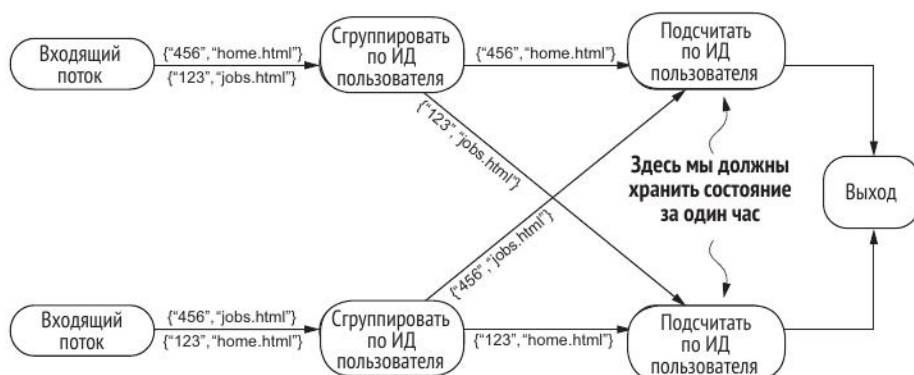 Входящий
поток
{“456”,“home.html”}
{“123”,“jobs.html”}
Сгруппировать
по ИД
пользователя
{“456”,“home.html”}
Подсчитать
по ИД
пользователя
{“123”,“jobs.html”}
Здесь мы должны
хранить состояние
за один час
Выход
{“456”,“jobs.html”}
Входящий
поток
{“456”,“jobs.html”}
{“123”,“home.html”}
Сгруппировать
по ИД
пользователя
{“123”,“home.html”}
Подсчитать
по ИД
пользователя